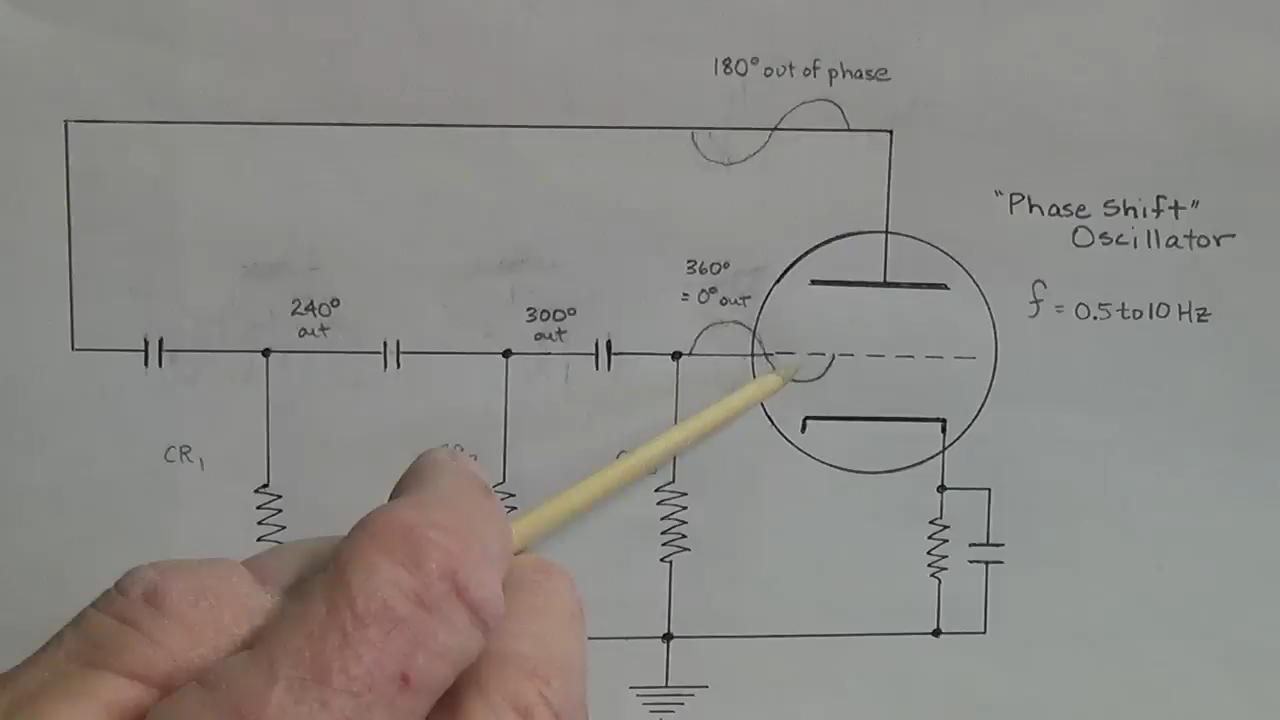 180° out of phase
"Phase Shift"
Oscillator
360°
= 0° out
240°
out
300°
out
f = 0.5 to 10 Hz
CR₁